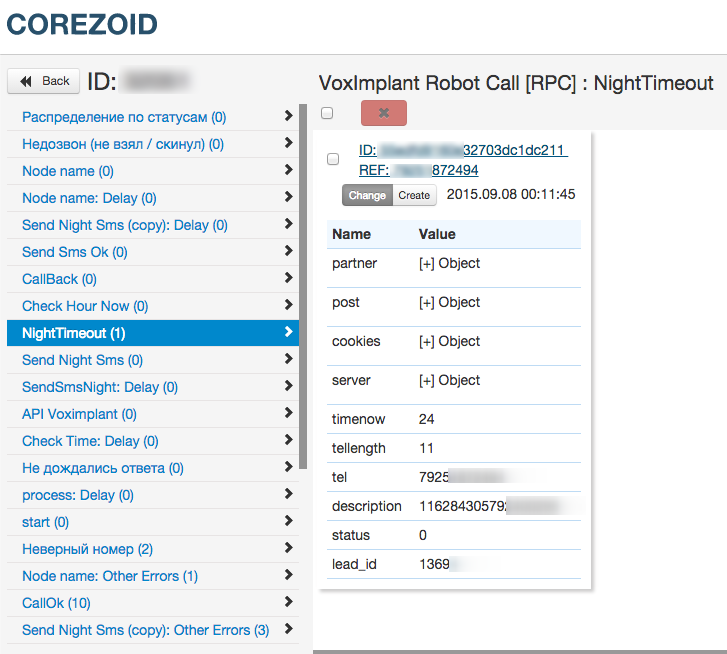 COREZOID
Back ID:
Распределение по статусам (0)
Недозвон (не взял / скинул) (0)
Node name (0)
Node name: Delay (0)
Send Night Sms (copy): Delay (0)
Send Sms Ok (0)
CallBack (0)
Check Hour Now (0)
NightTimeout (1)
Send Night Sms (0)
SendSmsNight: Delay (0)
API Voximplant (0)
Check Time: Delay (0)
Не дождались ответа (0)
process: Delay (0)
start (0)
Неверный номер (2)
Node name: Other Errors (1)
CallOk (10)
Send Night Sms (copy): Other Errors (3)
VoxImplant Robot Call [RPC] : NightTimeout
ID: 32703dc1dc211
REF: 872494
Change Create 2015.09.08 00:11:45
Name Value
partner [+] Object
post [+] Object
cookies [+] Object
server [+] Object
timenow 24
tellength 11
tel 7925
description 11628430579
status 0
lead_id 1369